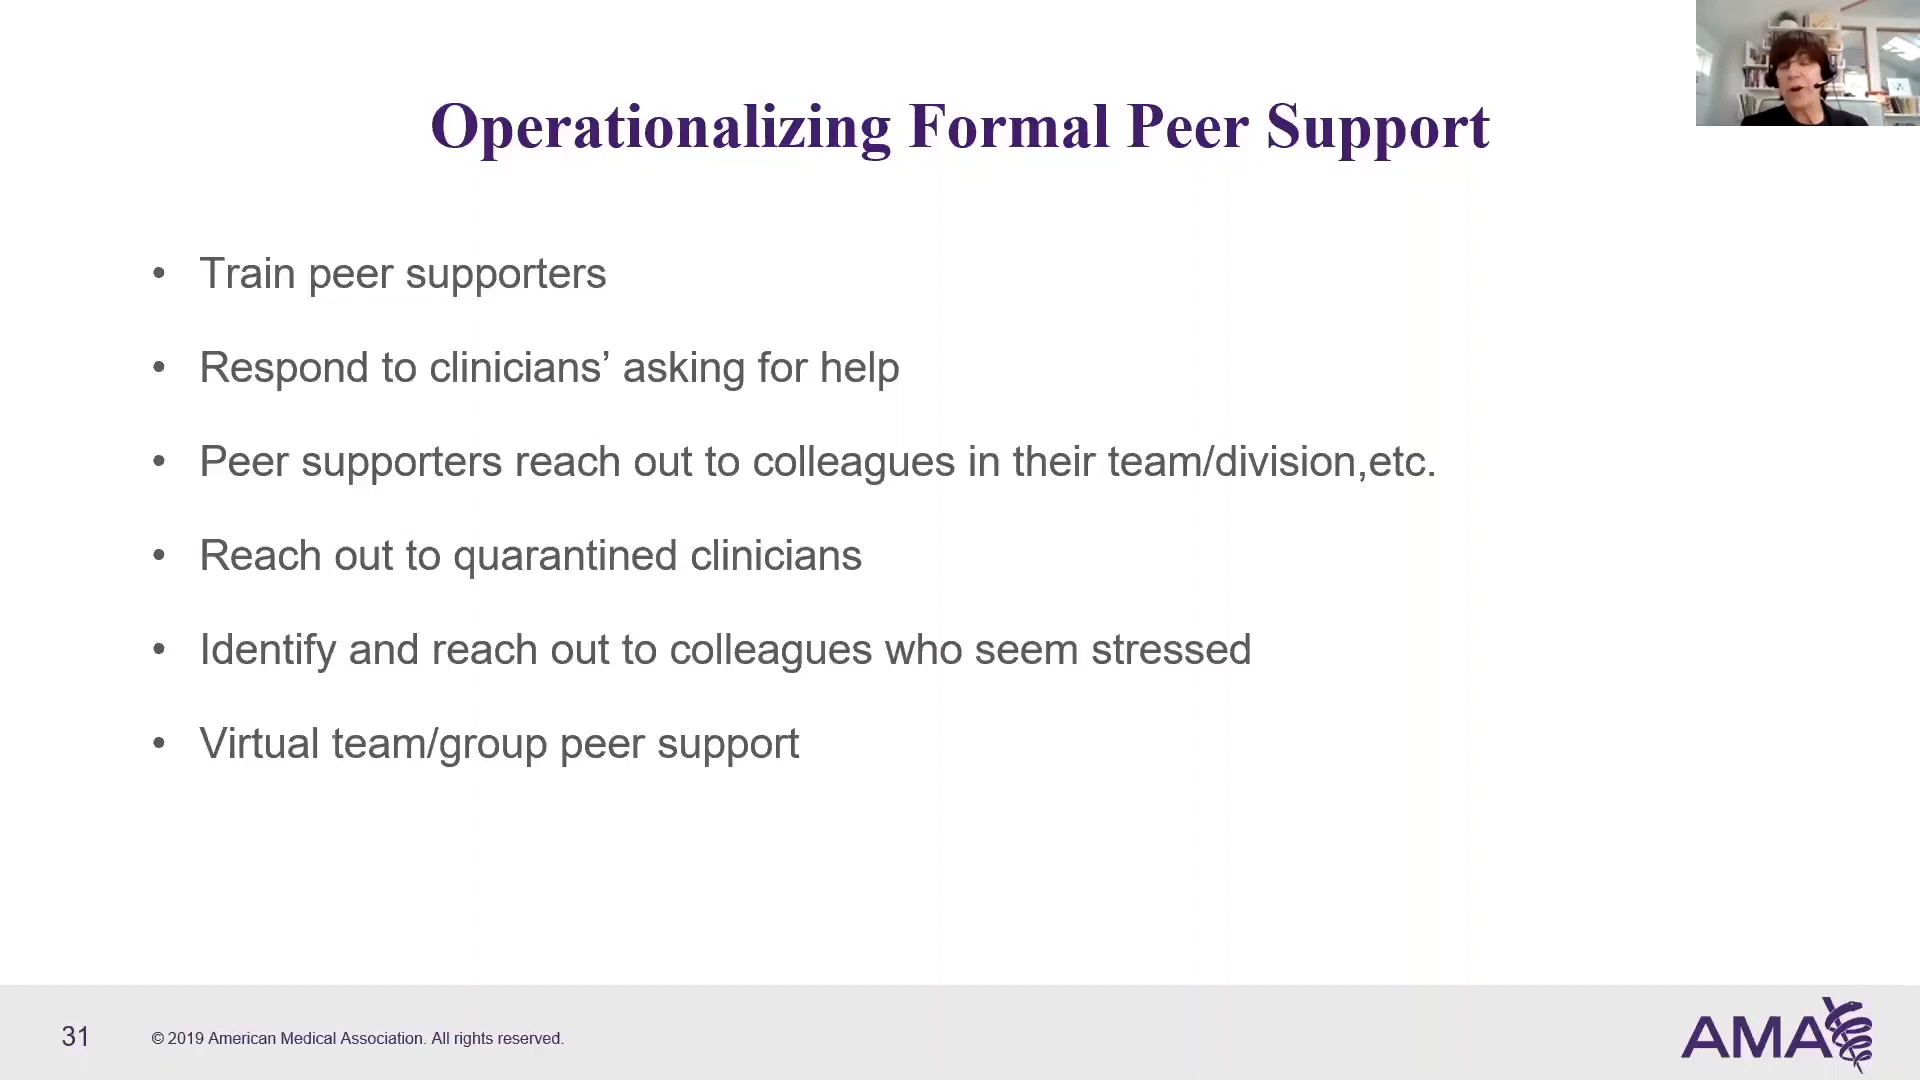 Operationalizing Formal Peer Support
• Train peer supporters
• Respond to clinicians’ asking for help
• Peer supporters reach out to colleagues in their team/division,etc.
• Reach out to quarantined clinicians
• Identify and reach out to colleagues who seem stressed
• Virtual team/group peer support
31
© 2019 American Medical Association. All rights reserved.
AMA